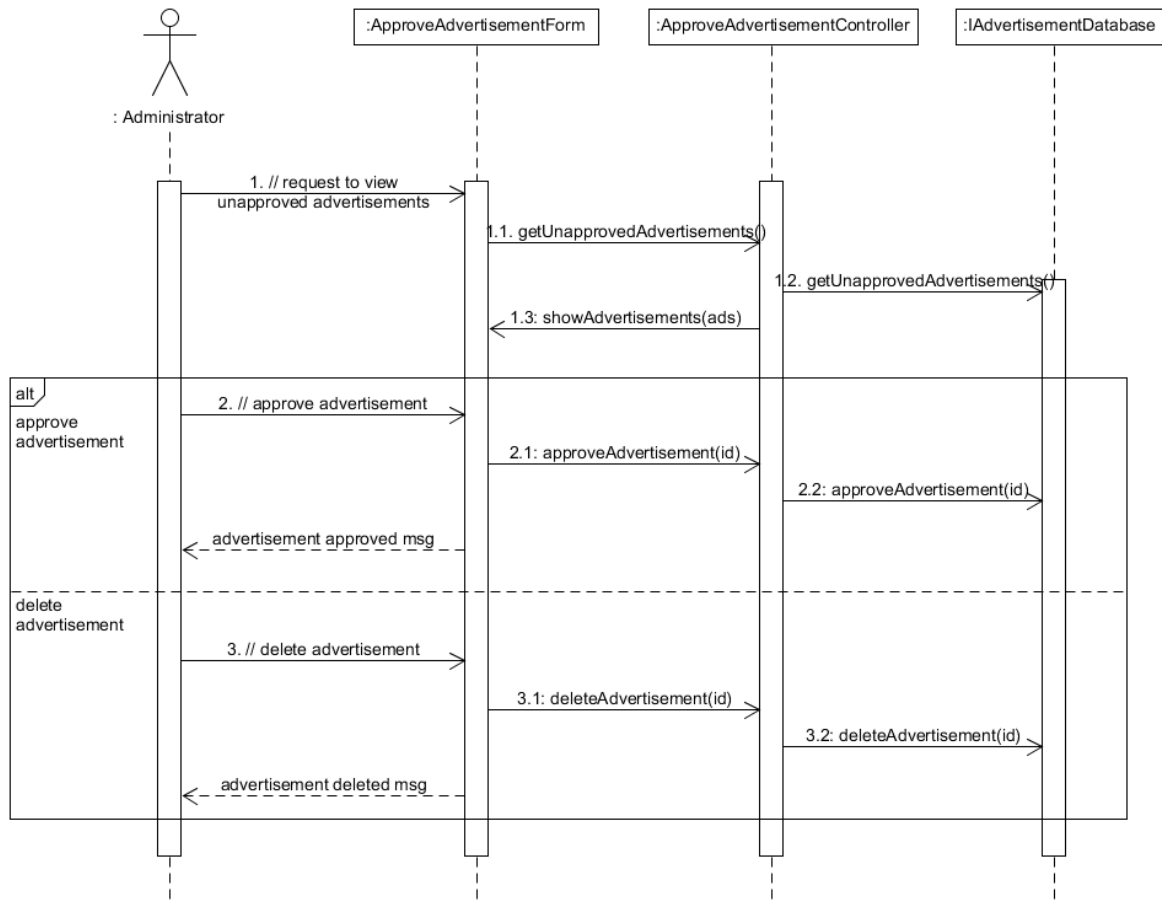 :ApproveAdvertisementForm
:ApproveAdvertisementController
:IAdvertisementDatabase
: Administrator
1. // request to view
unapproved advertisements
1.1. getUnapprovedAdvertisements()
1.2. getUnapprovedAdvertisements()
1.3: showAdvertisements(ads)
alt
approve
advertisement
2. // approve advertisement
2.1: approveAdvertisement(id)
2.2: approveAdvertisement(id)
advertisement approved msg
delete
advertisement
3. // delete advertisement
3.1: deleteAdvertisement(id)
3.2: deleteAdvertisement(id)
advertisement deleted msg